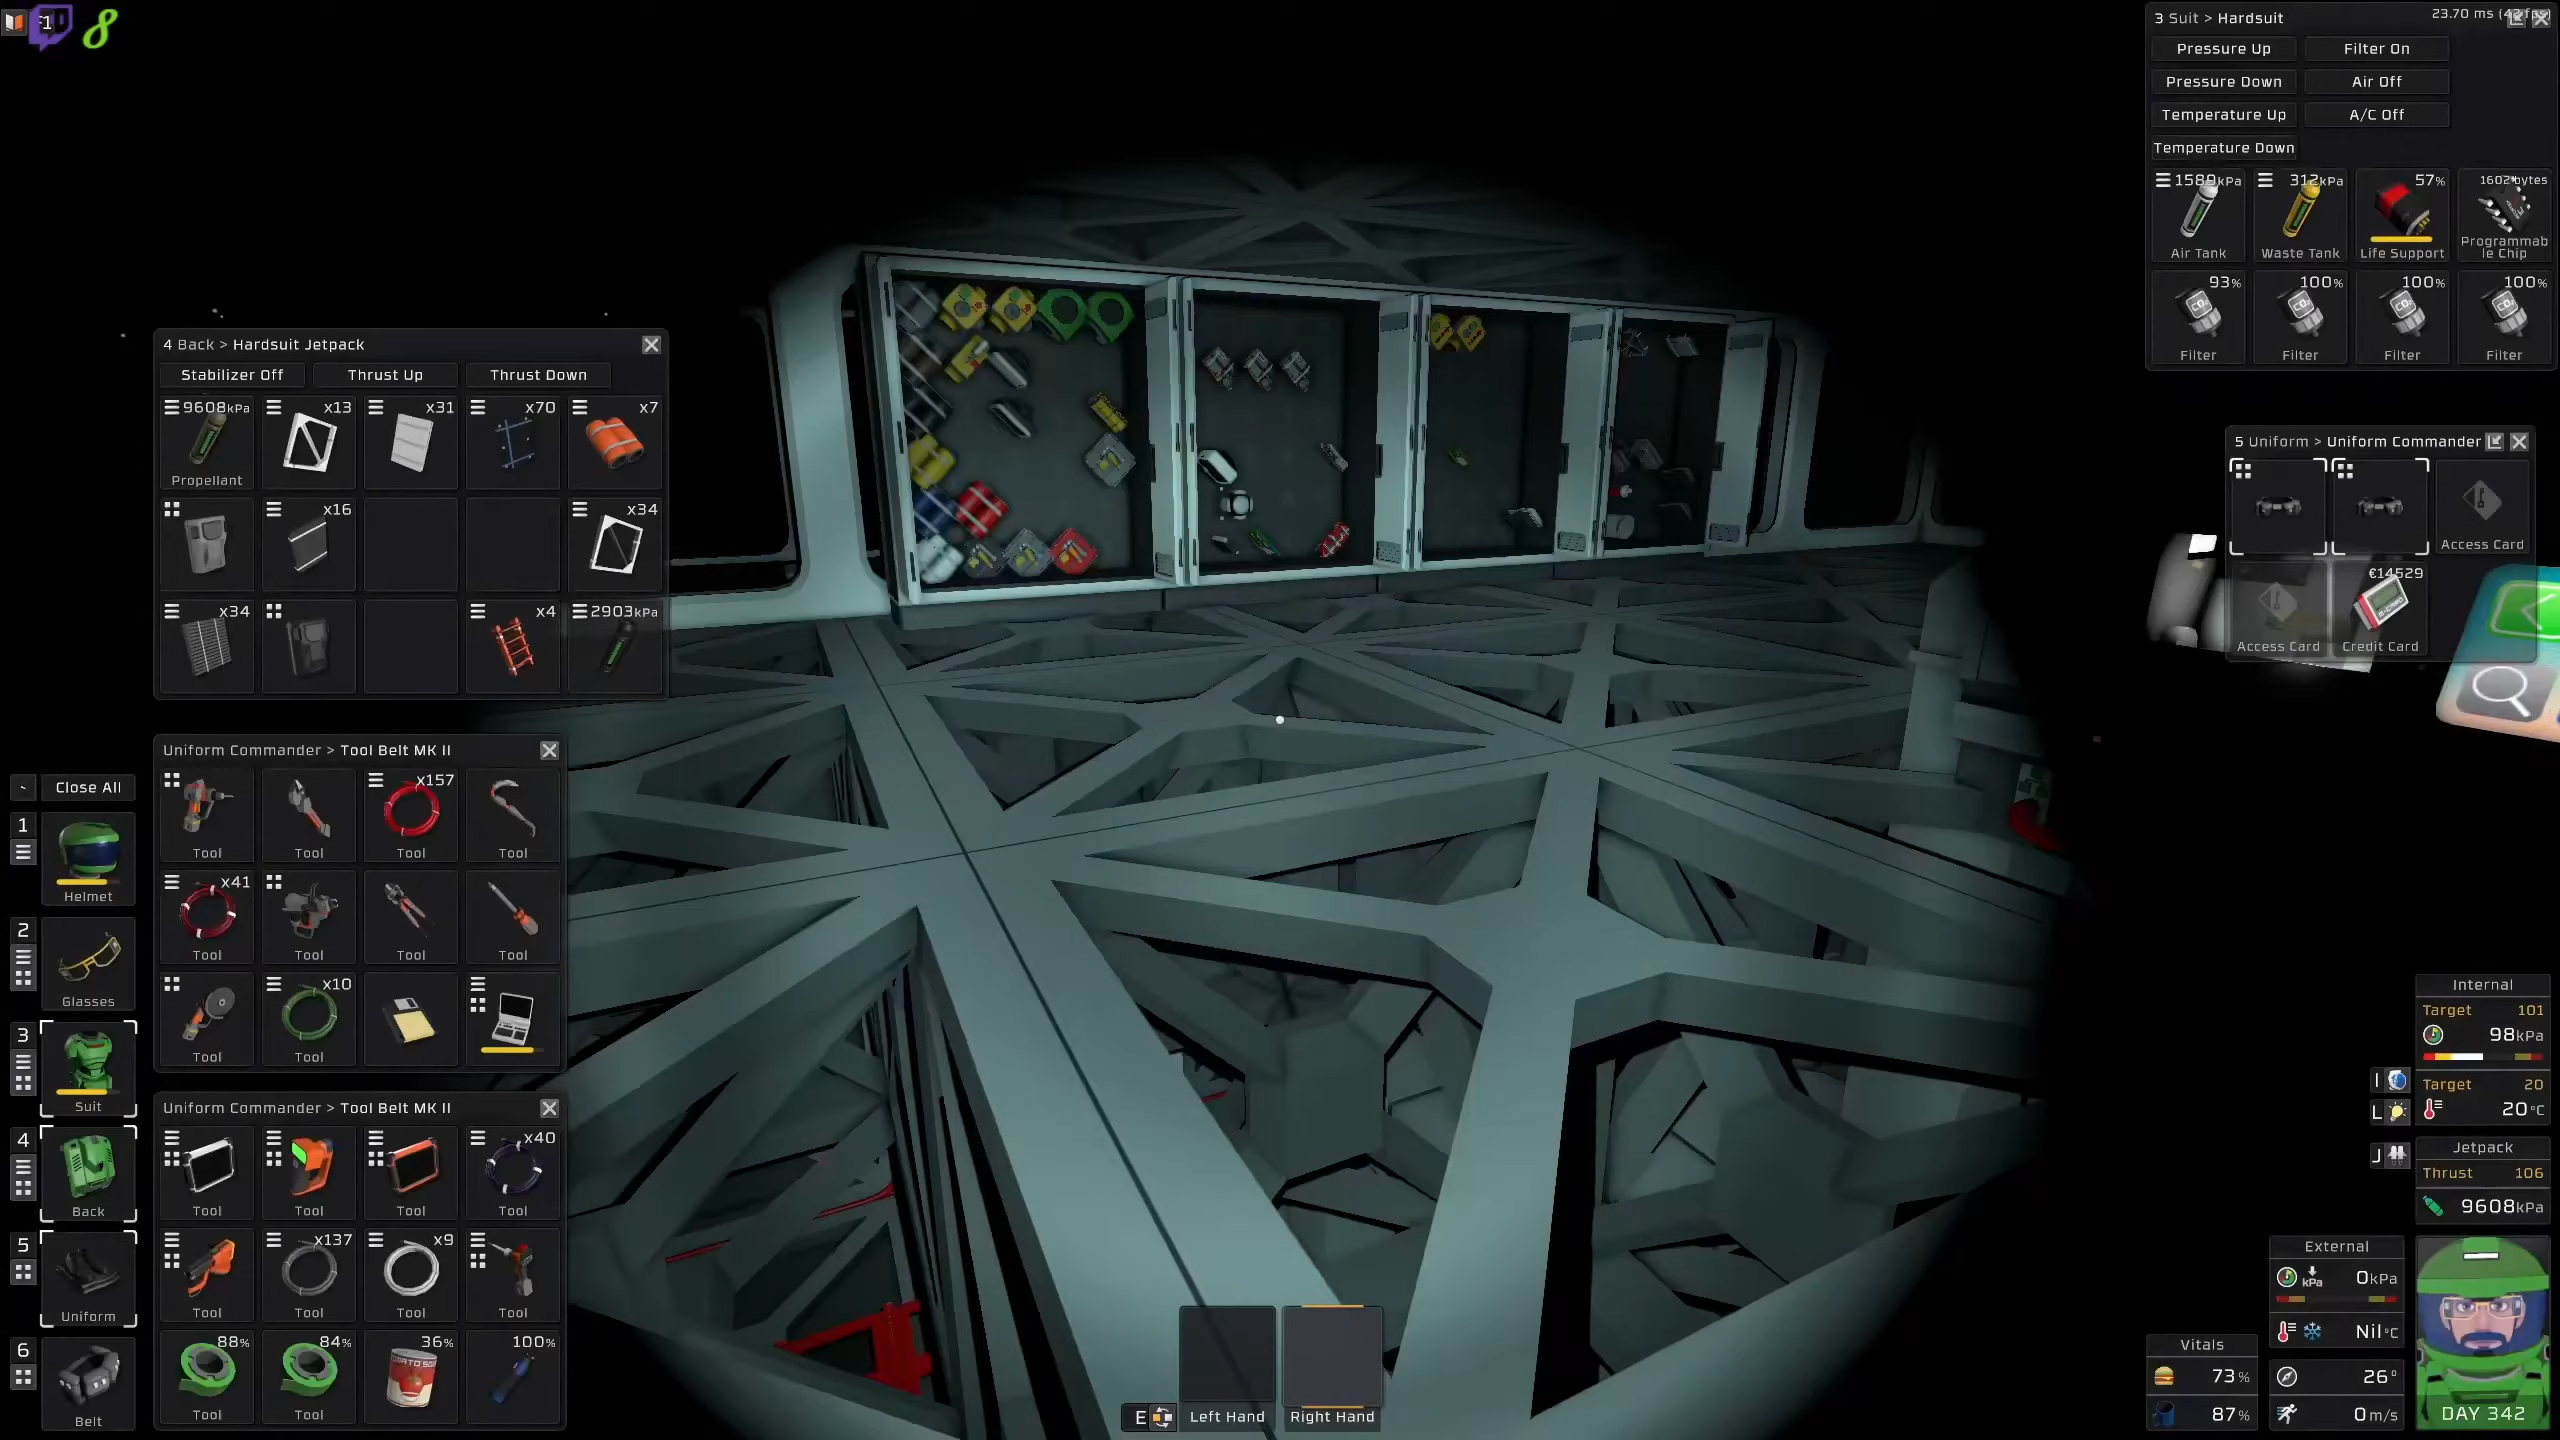 F1
8
23.70 ms
3 Suit > Hardsuit
Pressure Up
Filter On
Pressure Down
Air Off
Temperature Up
A/C Off
Temperature Down
1589kPa
312kPa
57%
1602 bytes
Air Tank
Waste Tank
Life Support
Programmab
le Chip
93%
100%
100%
100%
Filter
Filter
Filter
Filter
4 Back > Hardsuit Jetpack
Stabilizer Off
Thrust Up
Thrust Down
9608kPa
x13
x31
x70
x7
Propellant
x16
x34
x34
x4
2903kPa
5 Uniform > Uniform Commander
Access Card
€14529
Access Card
Credit Card
Uniform Commander > Tool Belt MK II
x157
Tool
Tool
Tool
Tool
x41
Tool
Tool
Tool
Tool
x10
Tool
Tool
Uniform Commander > Tool Belt MK II
x40
Tool
Tool
Tool
Tool
x137
x9
Tool
Tool
Tool
Tool
88%
84%
36%
100%
Tool
Tool
Tool
Tool
~
Close All
1
Helmet
2
Glasses
3
Suit
4
Back
5
Uniform
6
Belt
E
Left Hand
Right Hand
Internal
Target 101
98kPa
I
Target 20
L
20°C
J
Jetpack
Thrust 106
9608kPa
External
kPa
0kPa
Nil°C
Vitals
73%
26°
87%
0m/s
DAY 342